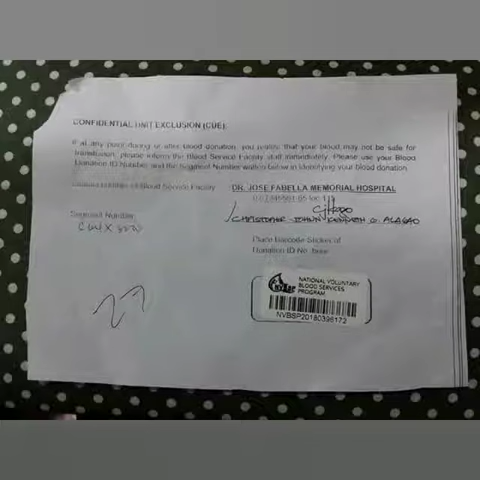 CONFIDENTIAL UNIT EXCLUSION (CUE)
If at any point during or after blood donation, you realize that your blood may not be safe for
transfusion, please inform the Blood Service Facility staff immediately. Please use your Blood
Donation ID Number and the Segment Number written below in identifying your blood donation.
Number of Blood Service Facility
DR. JOSE FABELLA MEMORIAL HOSPITAL
Segment Number
Place Barcode Sticker of
Donation ID No. here
NATIONAL VOLUNTARY
BLOOD SERVICES
PROGRAM
NVBSP20180396172
27